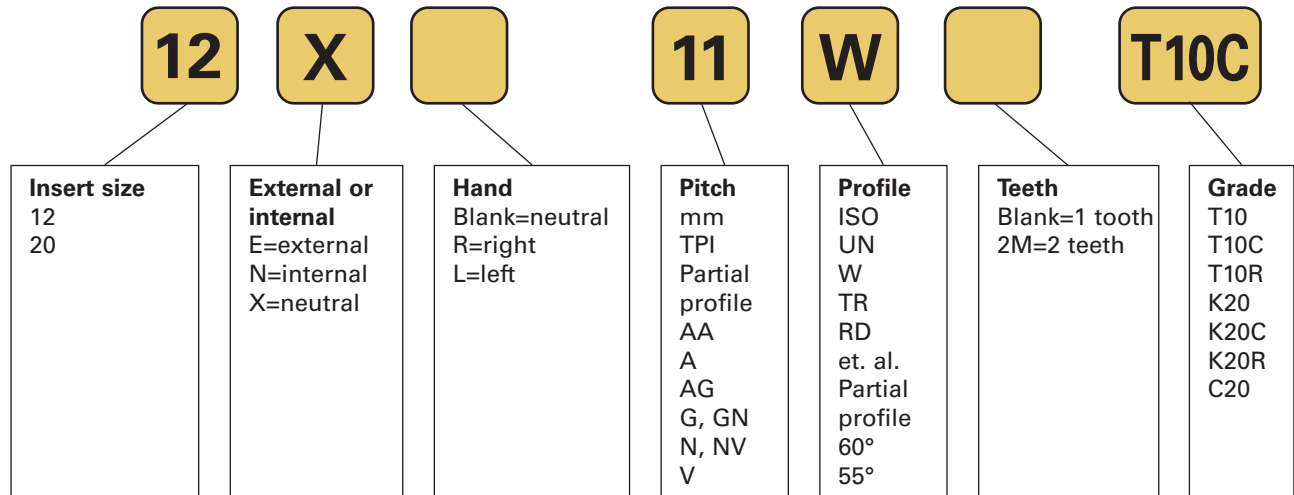 12 X 11 W T10C
Insert size
12
20
External or
internal
E=external
N=internal
X=neutral
Hand
Blank=neutral
R=right
L=left
Pitch
mm
TPI
Partial
profile
AA
A
AG
G, GN
N, NV
V
Profile
ISO
UN
W
TR
RD
et. al.
Partial
profile
60°
55°
Teeth
Blank=1 tooth
2M=2 teeth
Grade
T10
T10C
T10R
K20
K20C
K20R
C20